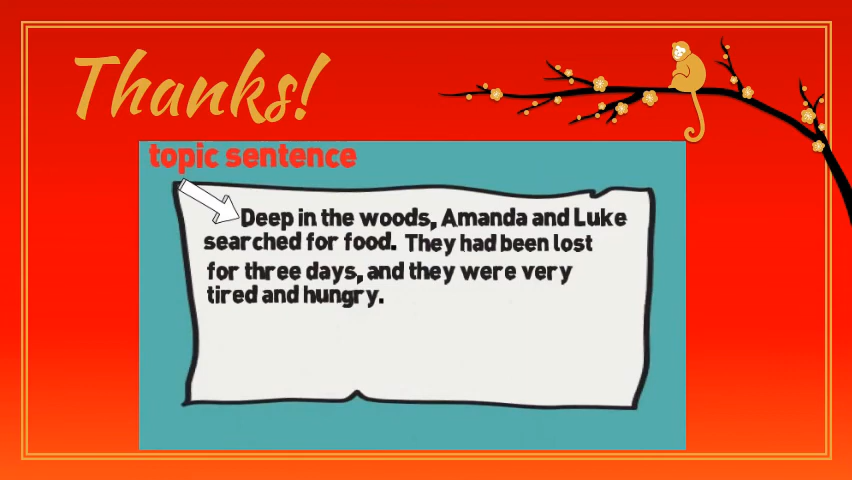 Thanks!
topic sentence
Deep in the woods, Amanda and Luke
searched for food. They had been lost
for three days, and they were very
tired and hungry.